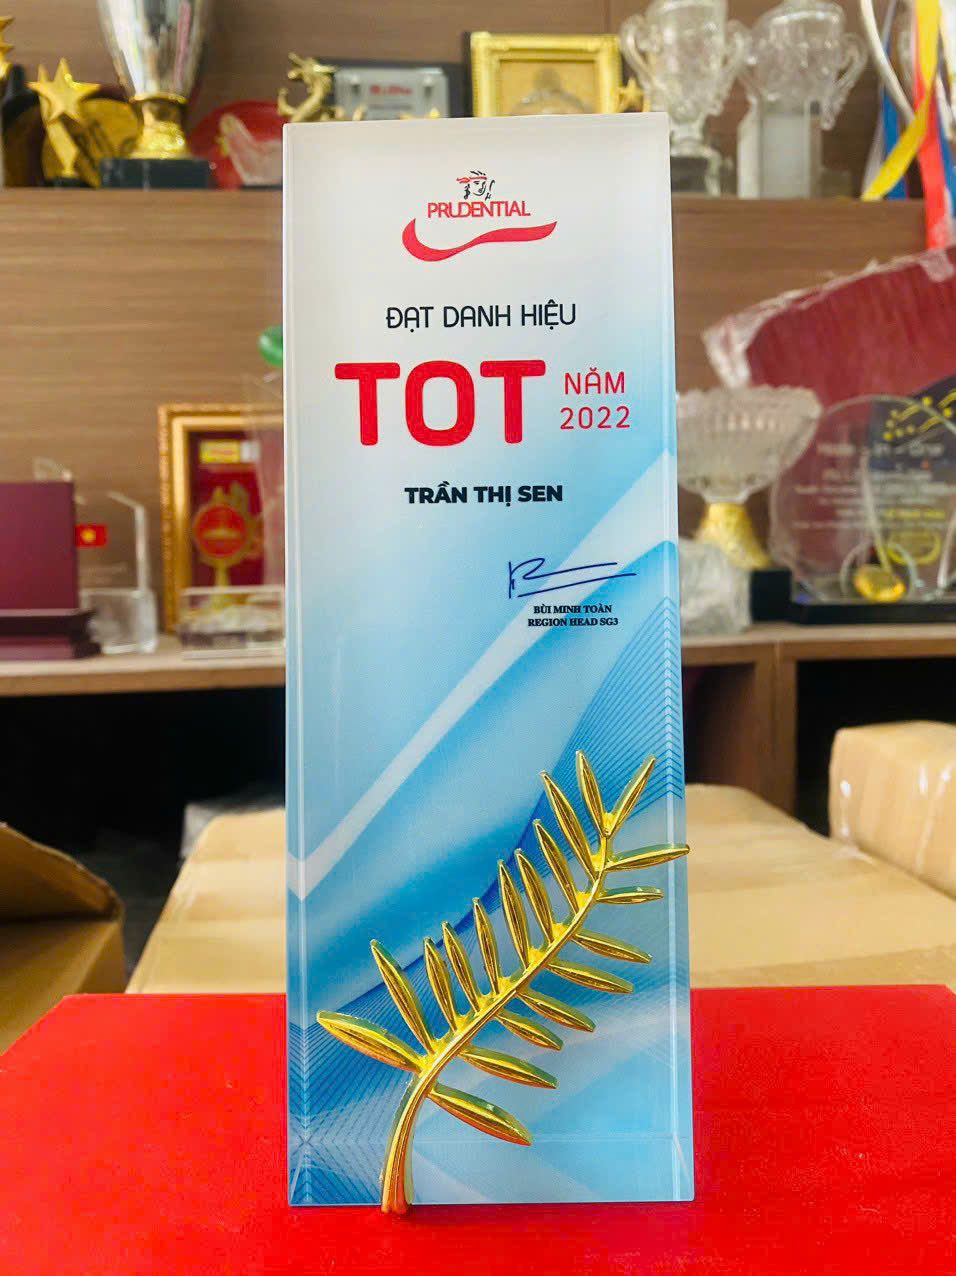 PRUDENTIAL
ĐẠT DANH HIỆU
TOT NĂM
2022
TRẦN THỊ SEN
BÙI MINH TOÀN
REGION HEAD SG3